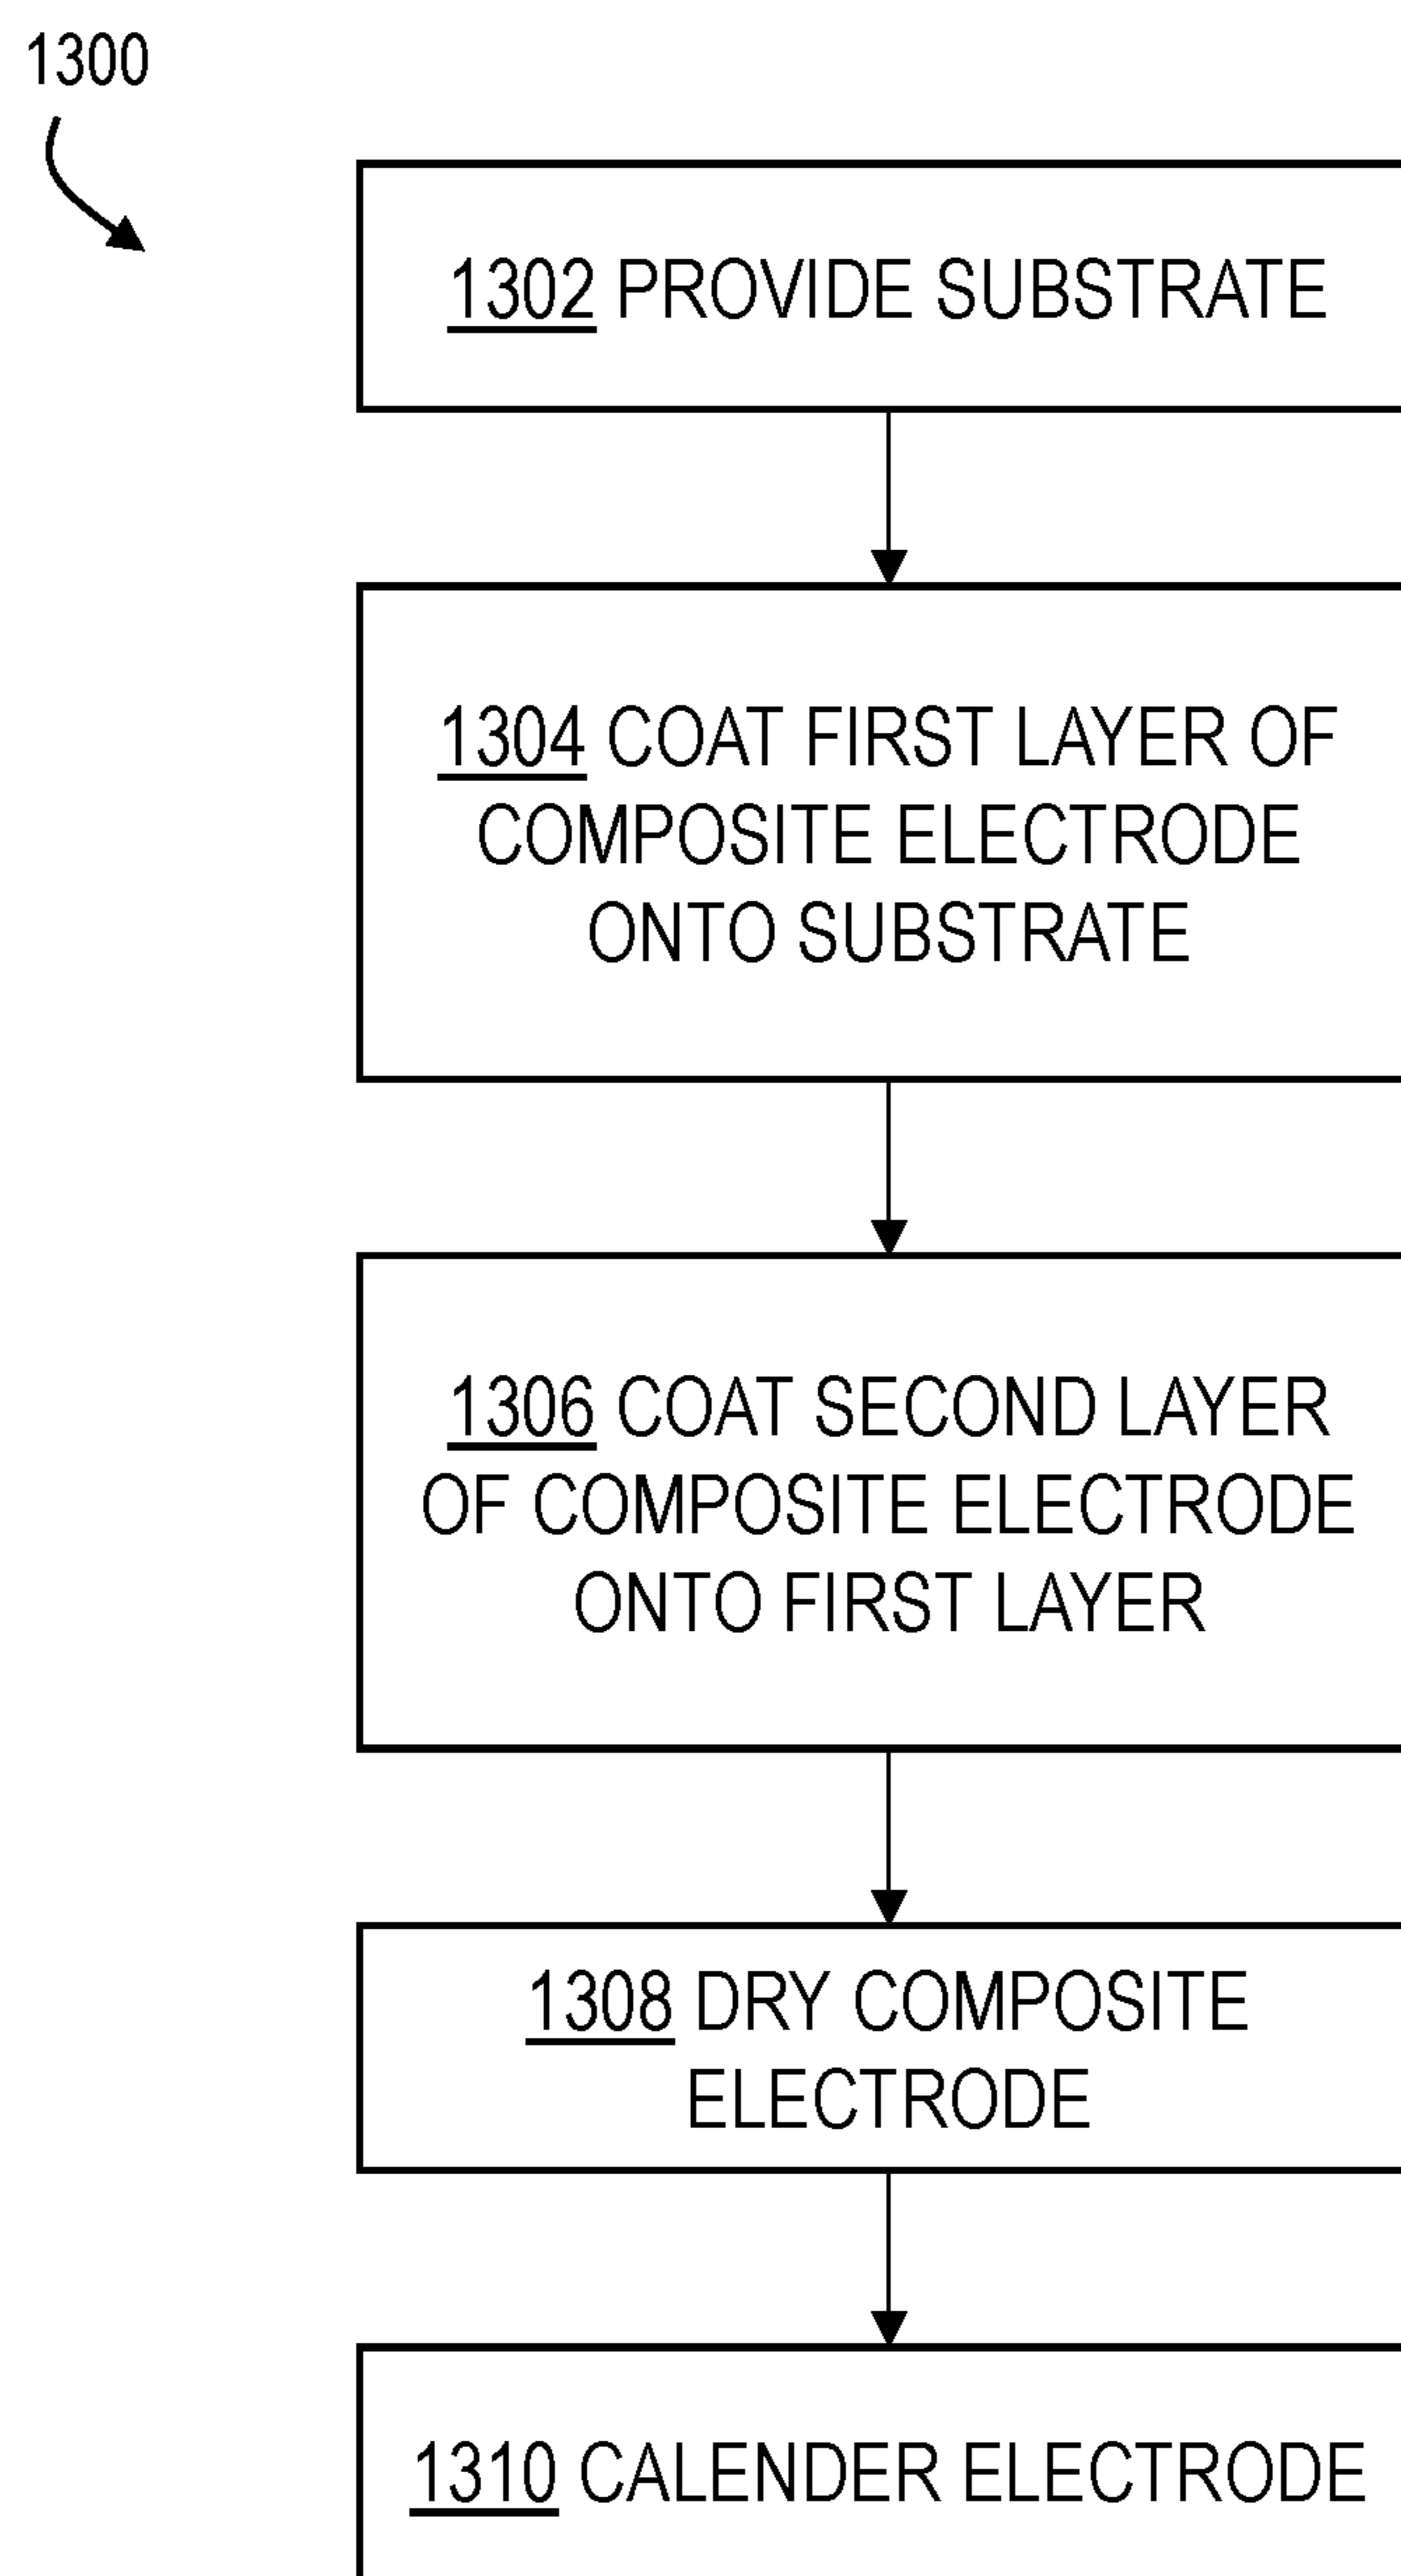 1300
1302 PROVIDE SUBSTRATE
1304 COAT FIRST LAYER OF
COMPOSITE ELECTRODE
ONTO SUBSTRATE
1306 COAT SECOND LAYER
OF COMPOSITE ELECTRODE
ONTO FIRST LAYER
1308 DRY COMPOSITE
ELECTRODE
1310 CALENDER ELECTRODE